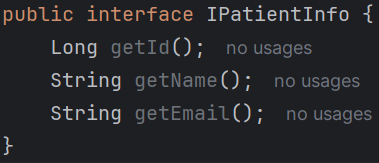 public interface IPatientInfo {
    Long getId(); no usages
    String getName(); no usages
    String getEmail(); no usages
}